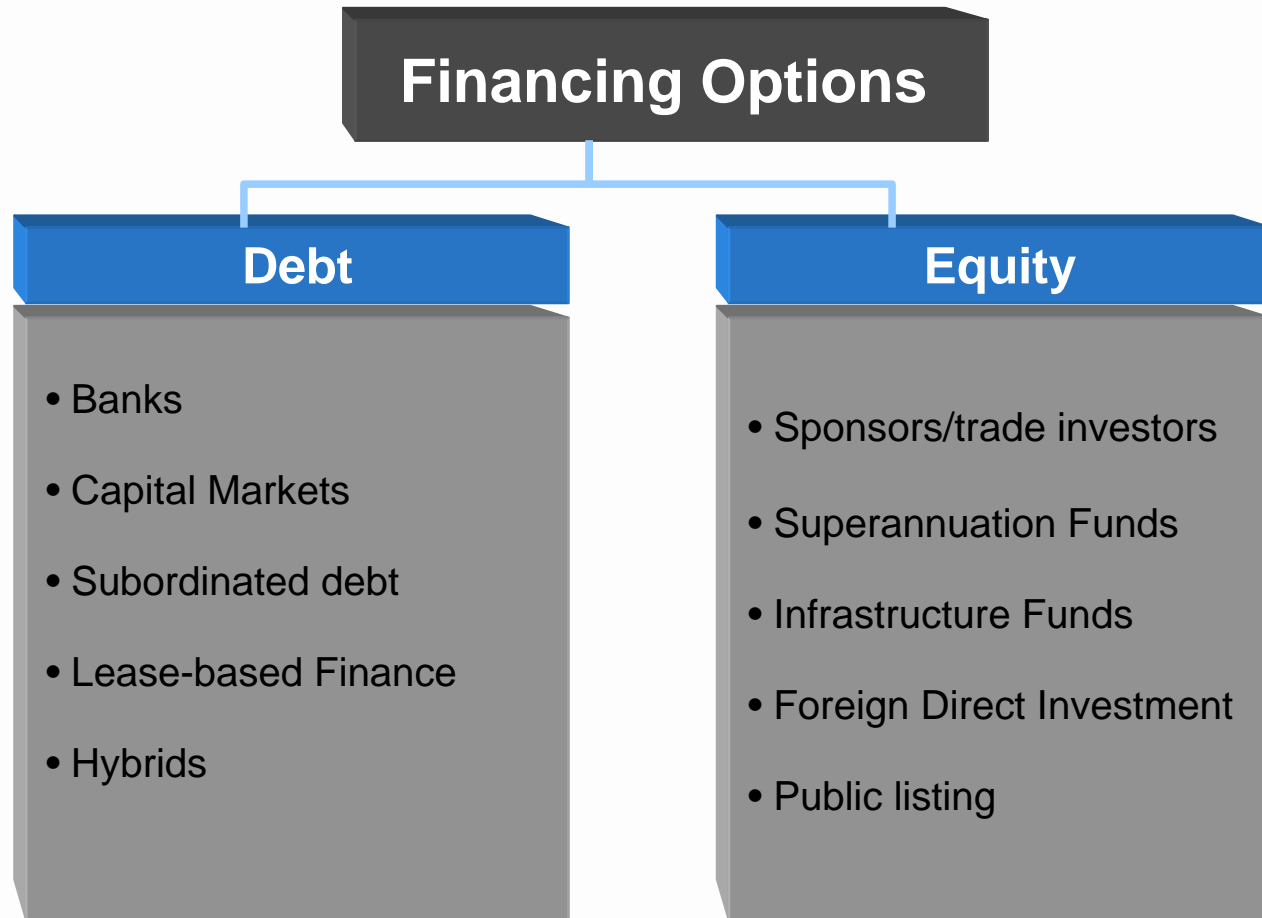 Financing Options
Debt
• Banks
• Capital Markets
• Subordinated debt
• Lease-based Finance
• Hybrids
Equity
• Sponsors/trade investors
• Superannuation Funds
• Infrastructure Funds
• Foreign Direct Investment
• Public listing